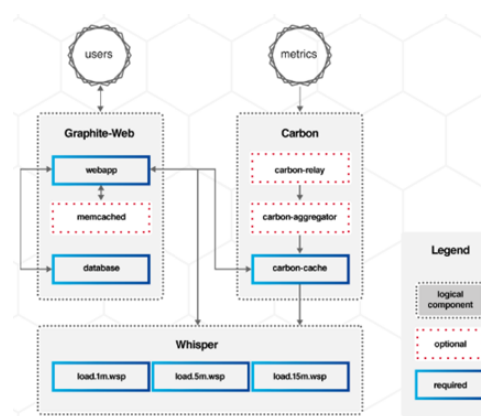 users
metrics
Graphite-Web
Carbon
webapp
carbon-relay
memcached
carbon-aggregator
database
carbon-cache
Whisper
load.1m.wsp
load.5m.wsp
load.15m.wsp
Legend
logical
component
optional
required